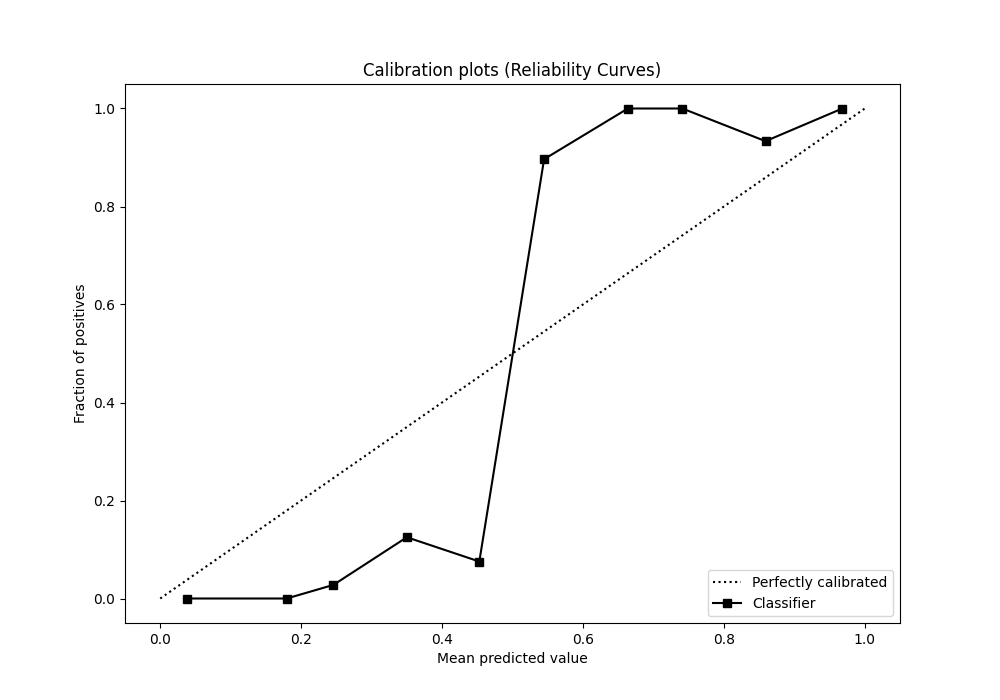 Calibration plots (Reliability Curves)
1.0
0.8
0.6
0.4
0.2
0.0
Fraction of positives
0.0 0.2 0.4 0.6 0.8 1.0
Mean predicted value
Perfectly calibrated
Classifier